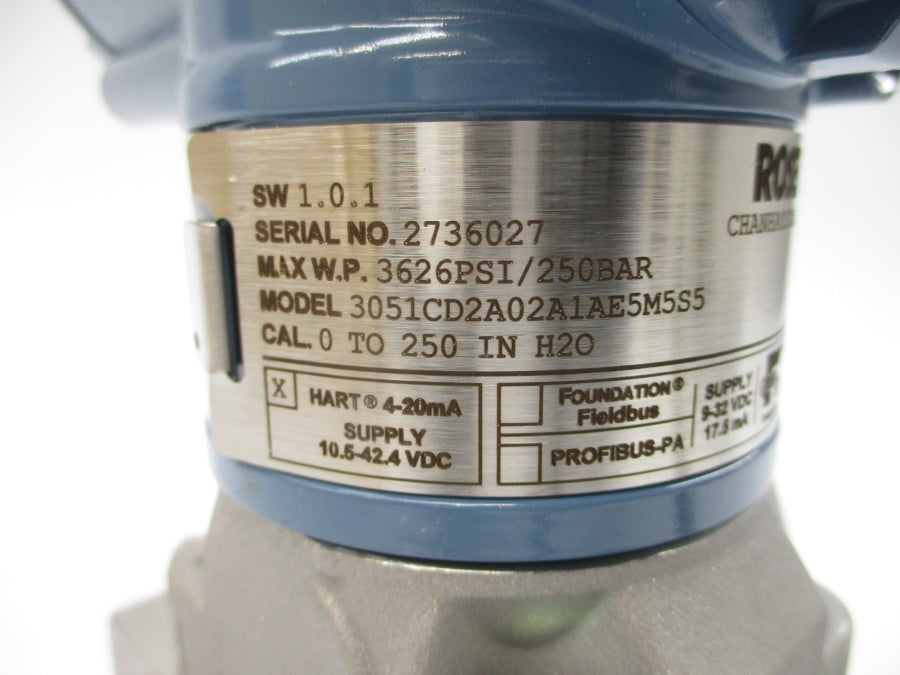 SW 1.0.1
SERIAL NO. 2736027
MAX W.P. 3626PSI/250BAR
MODEL 3051CD2A02A1AE5M5S5
CAL. 0 TO 250 IN H2O
X
HART® 4-20mA
SUPPLY
10.5-42.4 VDC
FOUNDATION®
Fieldbus
PROFIBUS-PA
SUPPLY
9-32 VDC
17.5 mA
ROSE
CHANHAS